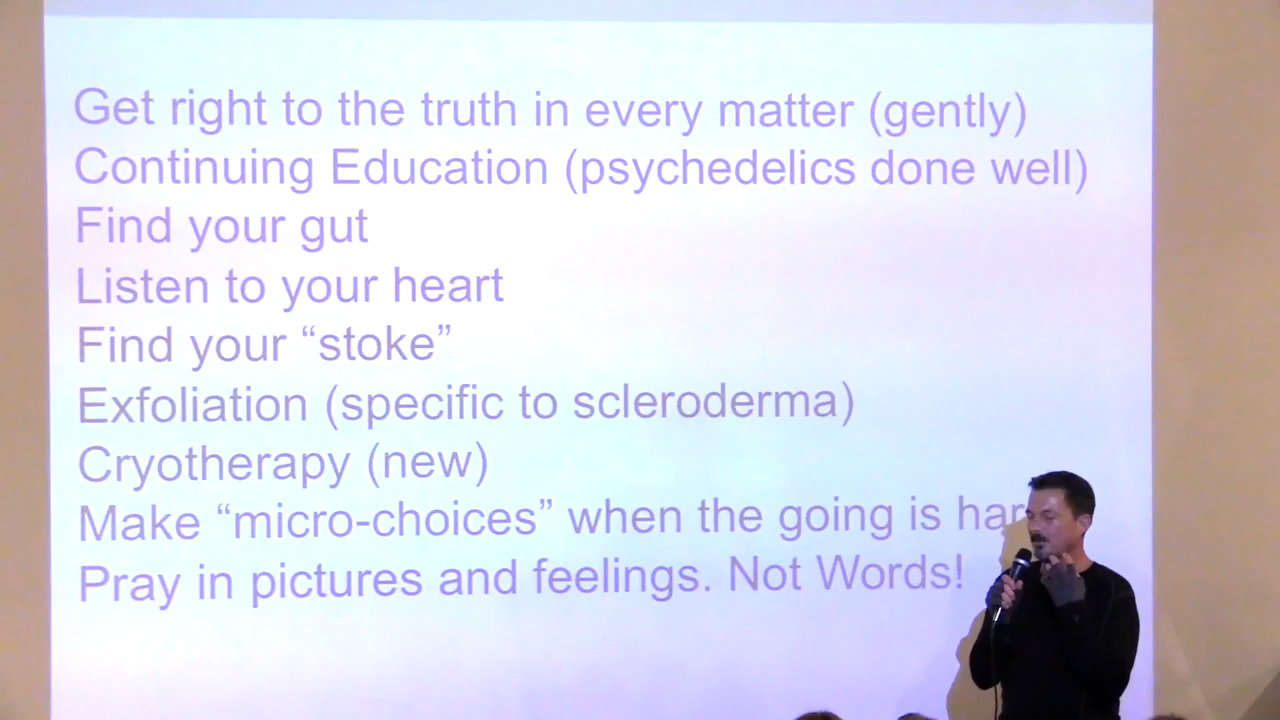 Get right to the truth in every matter (gently)
Continuing Education (psychedelics done well)
Find your gut
Listen to your heart
Find your “stoke”
Exfoliation (specific to scleroderma)
Cryotherapy (new)
Make “micro-choices” when the going is har
Pray in pictures and feelings. Not Words!